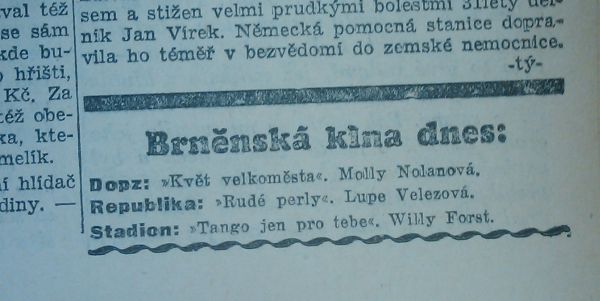 val též
se sám
kde bu-
hřišti,
Kč. Za
též obe-
ka, kte-
melík.
ní hlídač
diny. —
sem a stižen velmi prudkými bolestmi 31letý děl-
ník Jan Vírek. Německá pomocná stanice dopra-
vila ho téměř v bezvědomí do zemské nemocnice.
-tý-
Brněnská kina dnes:
Dopz: »Květ velkoměsta«. Molly Nolanová.
Republika: »Rudé perly«. Lupe Velezová.
Stadion: »Tango jen pro tebe«. Willy Forst.